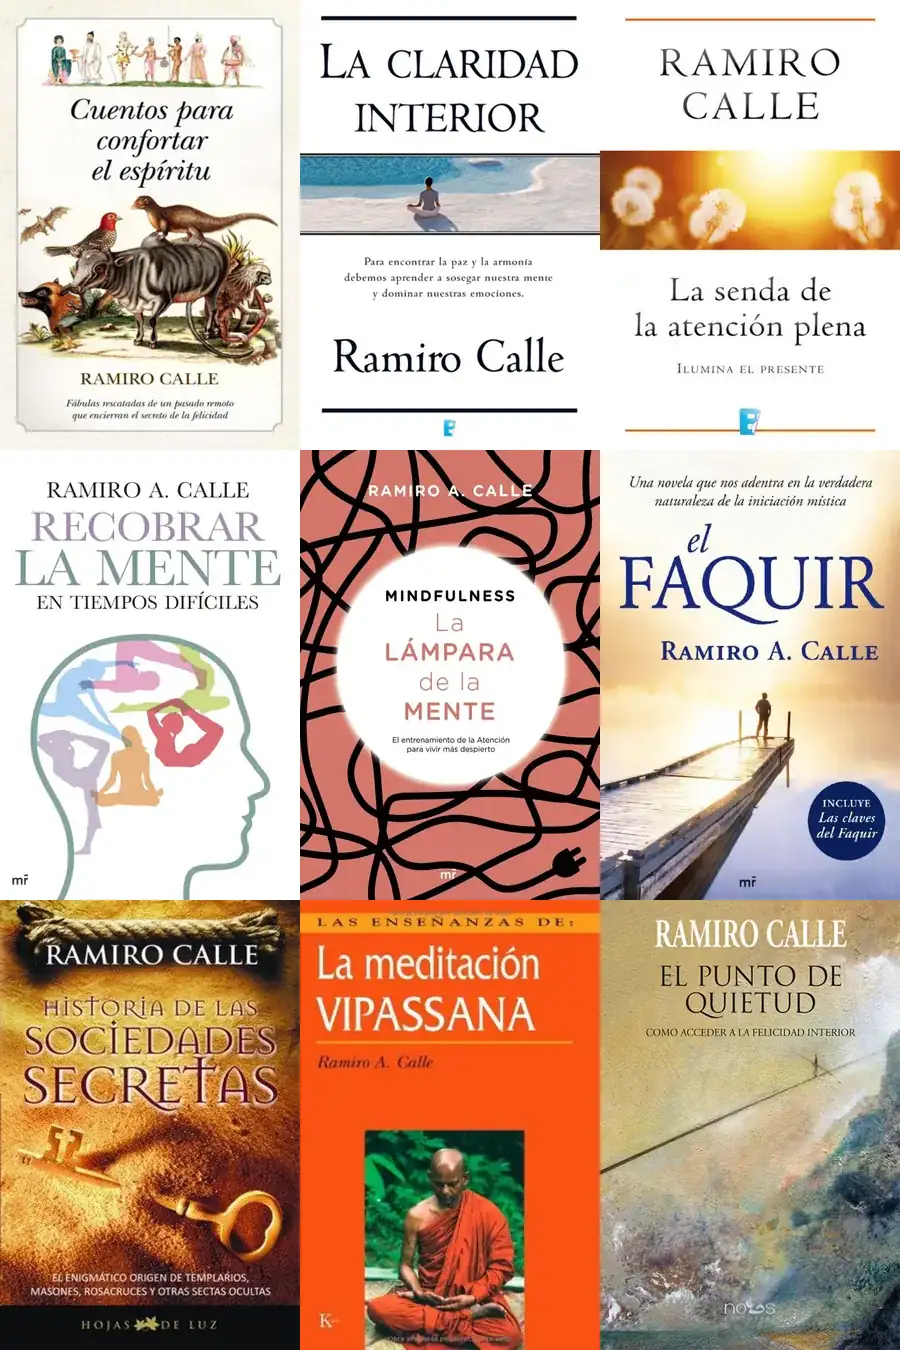 Cuentos para
confortar
el espíritu
RAMIRO CALLE
Fábulas rescatadas de un pasado remoto
que encierran el secreto de la felicidad
LA CLARIDAD
INTERIOR
Para encontrar la paz y la armonía
debemos aprender a sosegar nuestra mente
y dominar nuestras emociones.
Ramiro Calle
RAMIRO
CALLE
La senda de
la atención plena
ILUMINA EL PRESENTE
RAMIRO A. CALLE
RECOBRAR
LA MENTE
EN TIEMPOS DIFÍCILES
mr
RAMIRO A. CALLE
MINDFULNESS
La
LÁMPARA
de la
MENTE
El entrenamiento de la Atención
para vivir más despierto
mr
Una novela que nos adentra en la verdadera
naturaleza de la iniciación mística
el
FAQUIR
RAMIRO A. CALLE
INCLUYE
Las claves
del Faquir
mr
RAMIRO CALLE
HISTORIA DE LAS
SOCIEDADES
SECRETAS
EL ENIGMÁTICO ORIGEN DE TEMPLARIOS,
MASONES, ROSACRUCES Y OTRAS SECTAS OCULTAS
HOJAS DE LUZ
LAS ENSEÑANZAS DE:
La meditación
VIPASSANA
Ramiro A. Calle
K
RAMIRO CALLE
EL PUNTO DE
QUIETUD
COMO ACCEDER A LA FELICIDAD INTERIOR